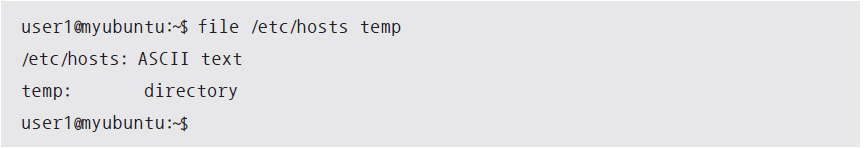 user1@myubuntu:~$ file /etc/hosts temp
/etc/hosts: ASCII text
temp:       directory
user1@myubuntu:~$